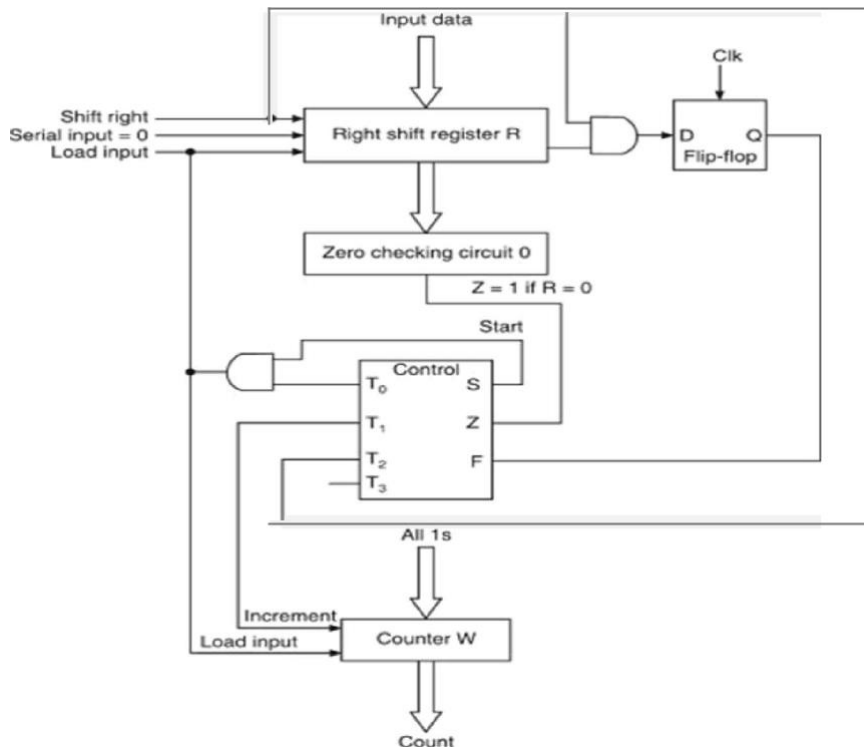 Input data
Clk
Shift right
Serial input = 0
Load input
Right shift register R
D Q
Flip-flop
Zero checking circuit 0
Z = 1 if R = 0
Start
Control
T0 S
T1 Z
T2 F
T3
All 1s
Increment
Load input
Counter W
Count